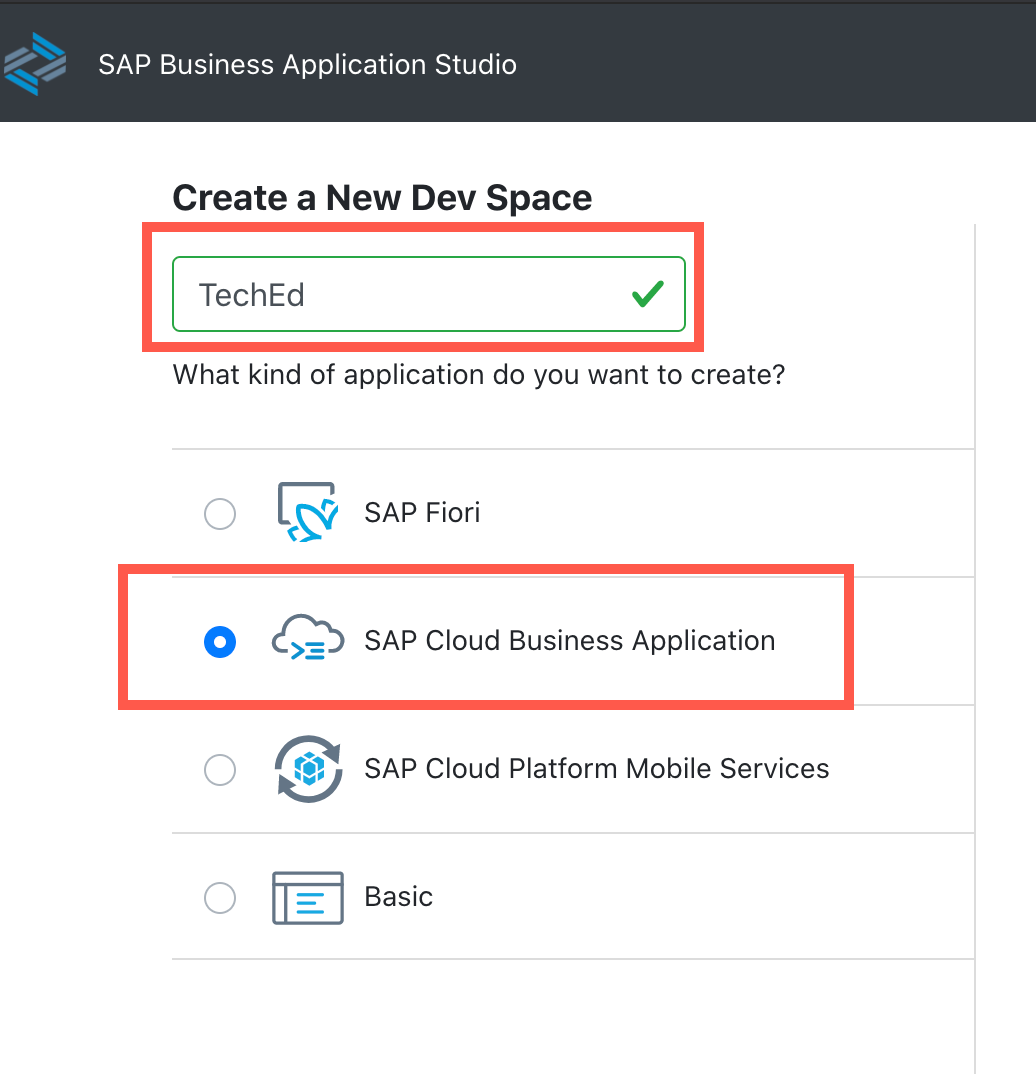 SAP Business Application Studio
Create a New Dev Space
TechEd
What kind of application do you want to create?
SAP Fiori
SAP Cloud Business Application
SAP Cloud Platform Mobile Services
Basic